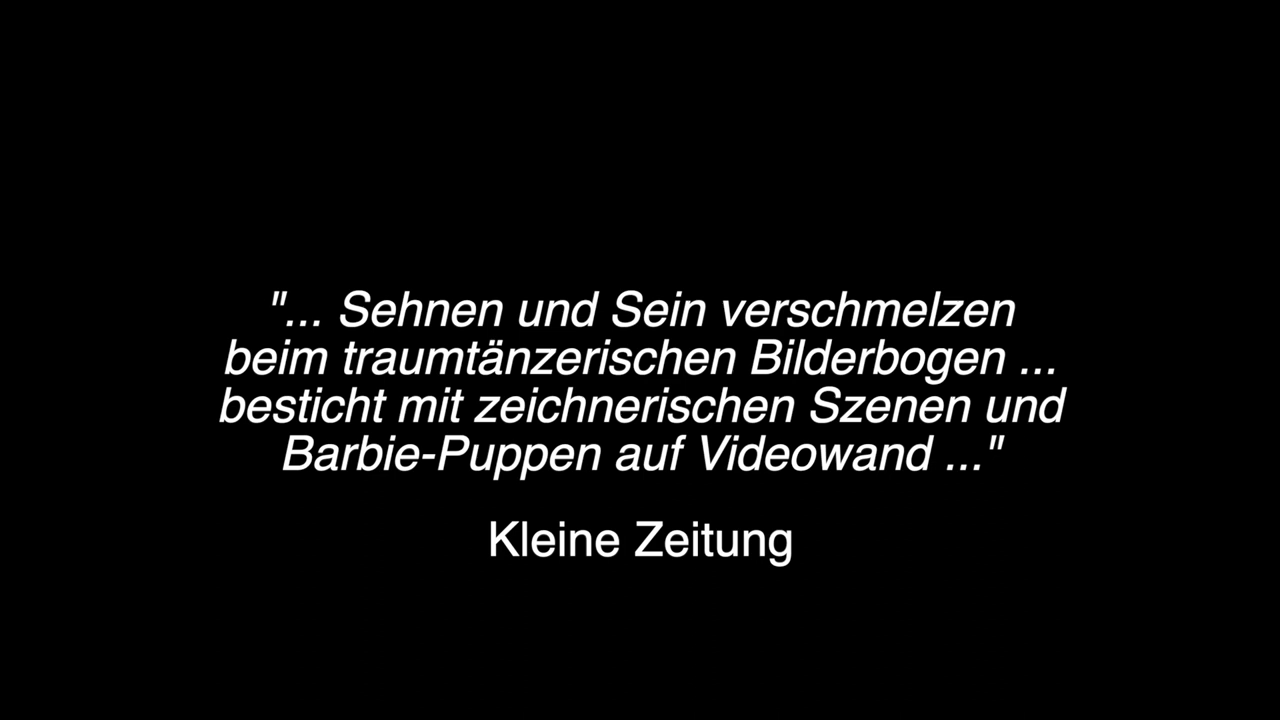 "... Sehnen und Sein verschmelzen
beim traumtänzerischen Bilderbogen ...
besticht mit zeichnerischen Szenen und
Barbie-Puppen auf Videowand ..."
Kleine Zeitung